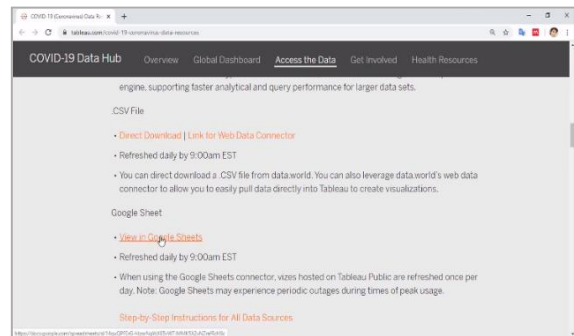 COVID-19 (Coronavirus) Data Re
tableau.com/covid-19-coronavirus-data-resources
COVID-19 Data Hub Overview Global Dashboard Access the Data Get Involved Health Resources
engine, supporting faster analytical and query performance for larger data sets.
.CSV File
• Direct Download | Link for Web Data Connector
• Refreshed daily by 9:00am EST
• You can direct download a .CSV file from data.world. You can also leverage data.world's web data
connector to allow you to easily pull data directly into Tableau to create visualizations.
Google Sheet
• View in Google Sheets
• Refreshed daily by 9:00am EST
• When using the Google Sheets connector, vizes hosted on Tableau Public are refreshed once per
day. Note: Google Sheets may experience periodic outages during times of peak usage.
Step-by-Step Instructions for All Data Sources